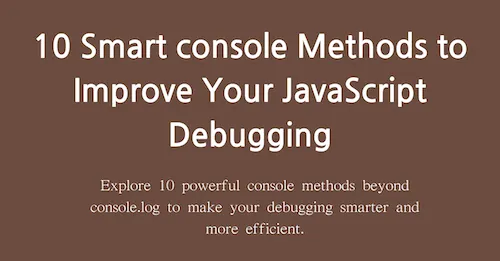 10 Smart console Methods to
Improve Your JavaScript
Debugging
Explore 10 powerful console methods beyond
console.log to make your debugging smarter and
more efficient.